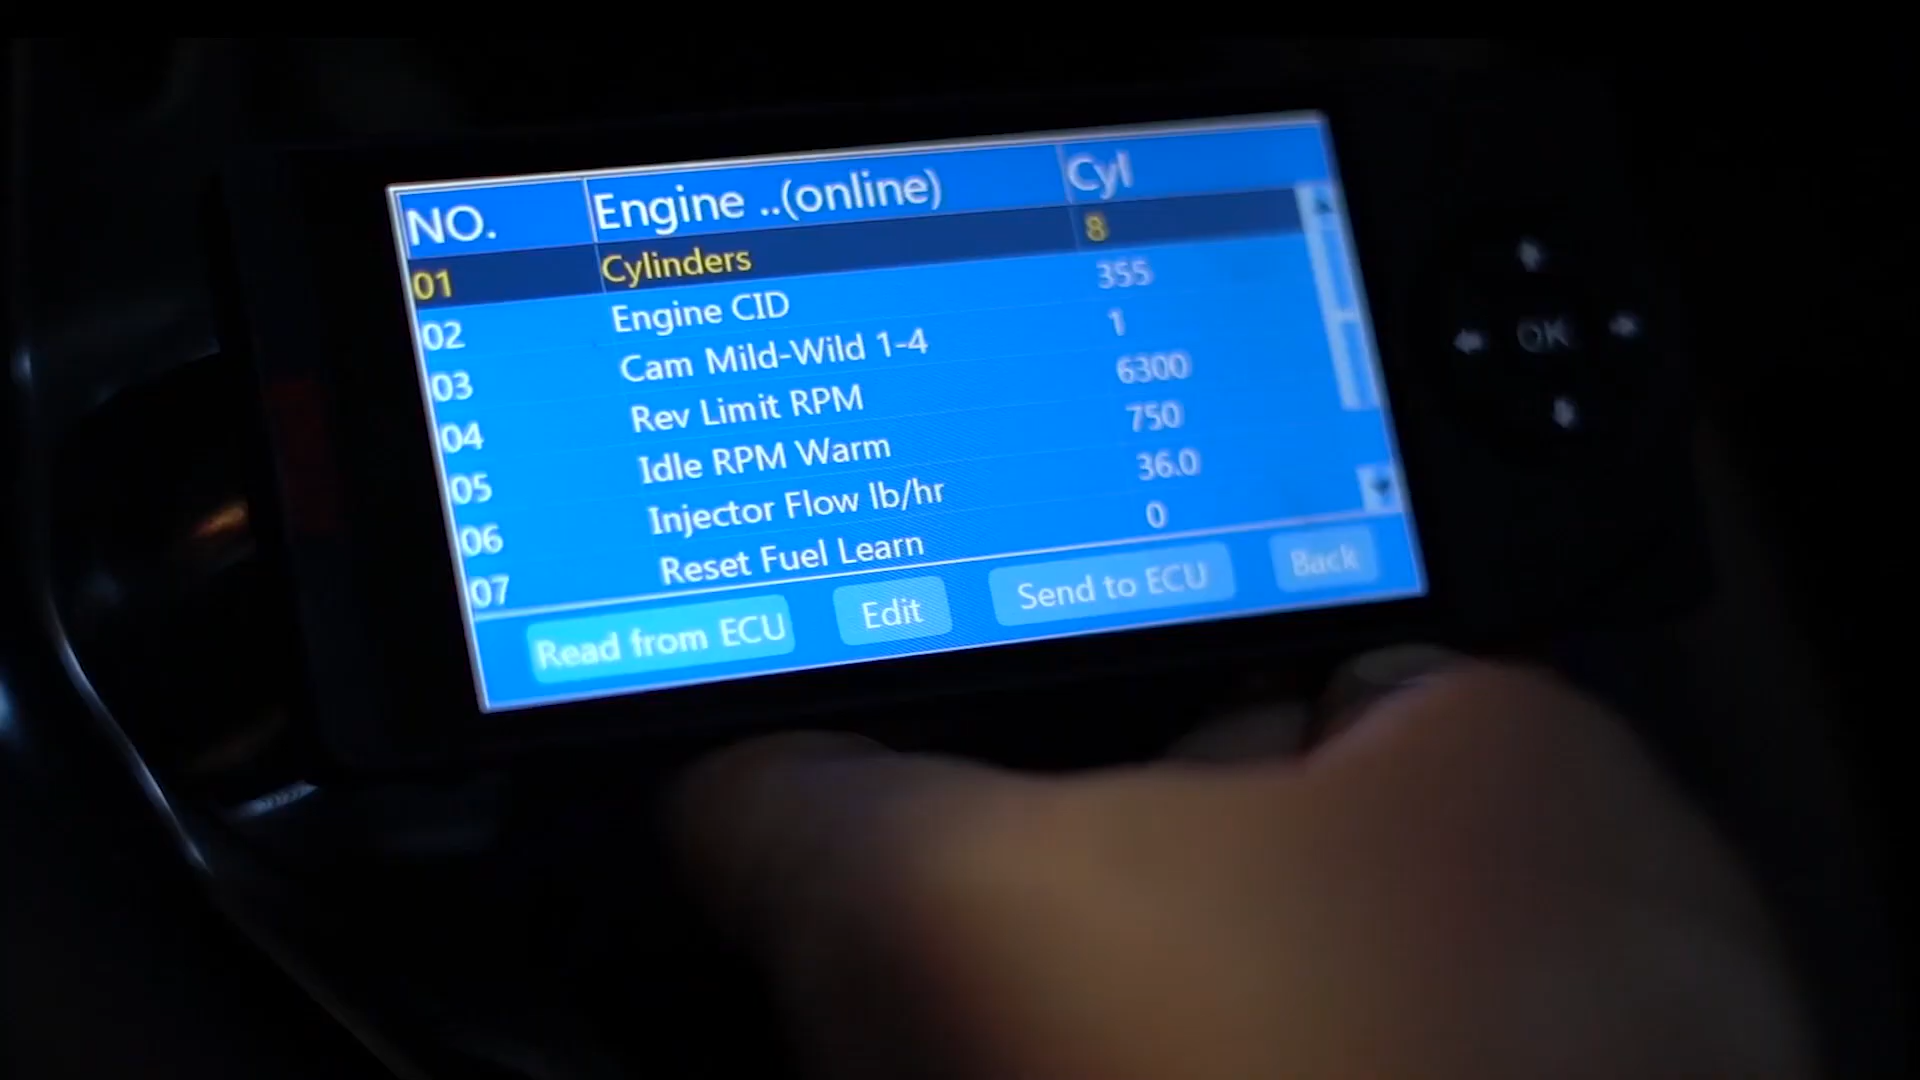 NO. Engine ..(online) Cyl
01 Cylinders 8
02 Engine CID 355
03 Cam Mild-Wild 1-4 1
04 Rev Limit RPM 6300
05 Idle RPM Warm 750
06 Injector Flow lb/hr 36.0
07 Reset Fuel Learn 0
Read from ECU Edit Send to ECU Back
OK